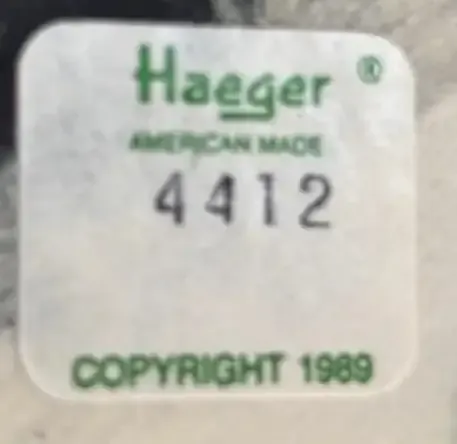 Haeger ®
AMERICAN MADE
4412
COPYRIGHT 1989